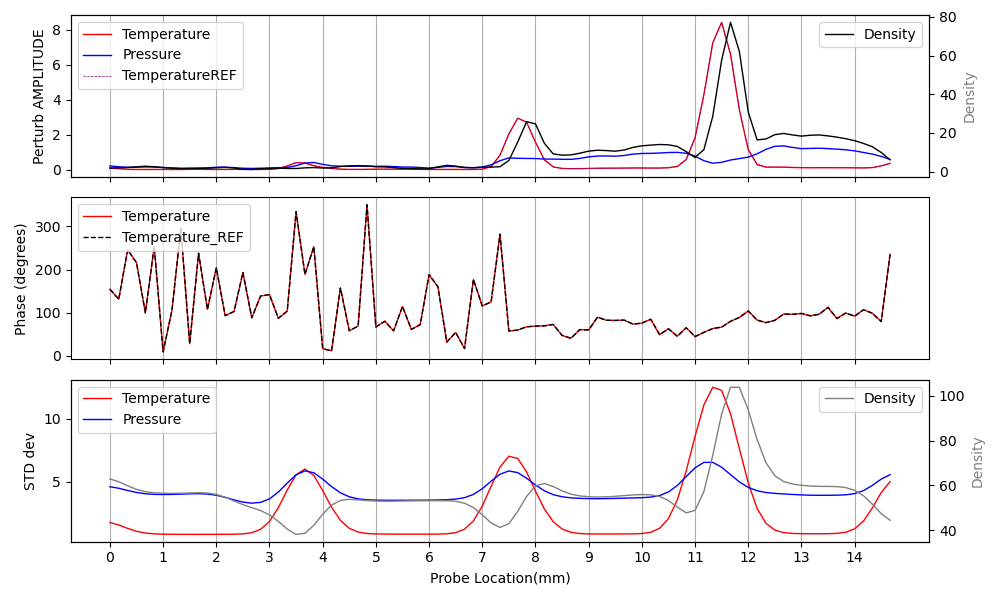 Temperature
Pressure
TemperatureREF
Density
Perturb AMPLITUDE
Density
0
2
4
6
8
0
20
40
60
80
Temperature
Temperature_REF
Phase (degrees)
0
100
200
300
Temperature
Pressure
Density
STD dev
Density
5
10
40
60
80
100
0 1 2 3 4 5 6 7 8 9 10 11 12 13 14
Probe Location(mm)